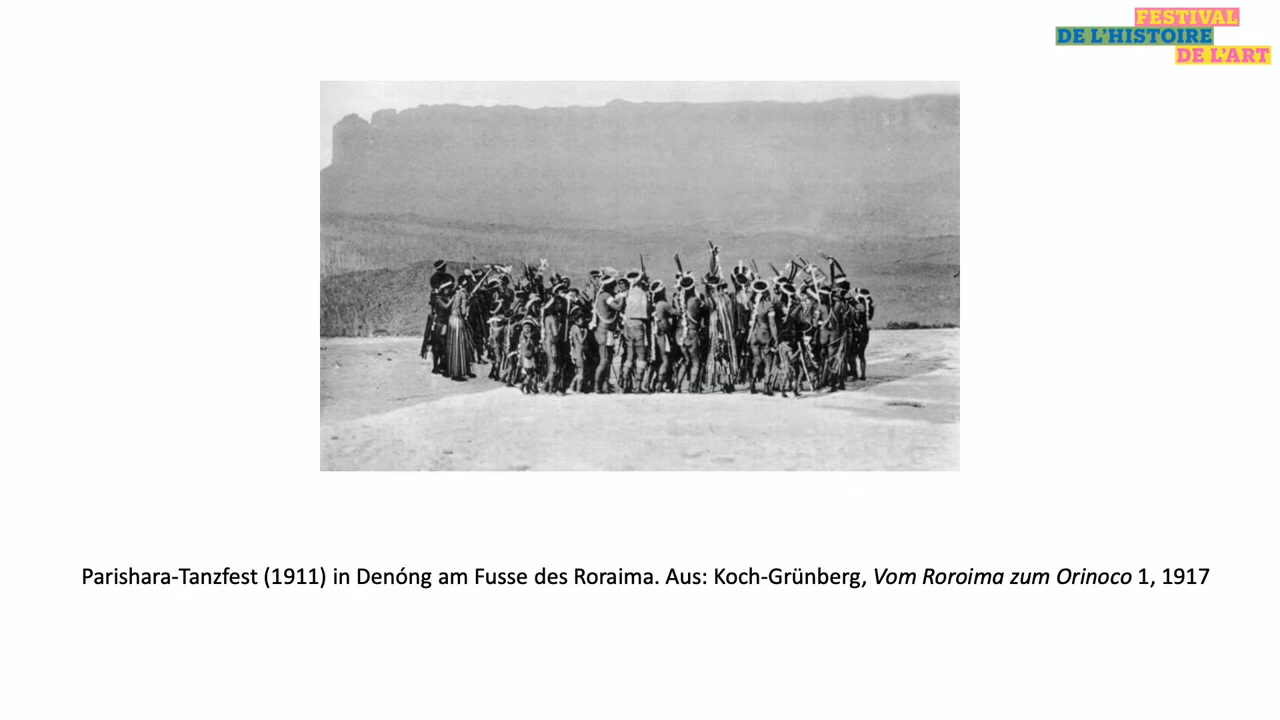 FESTIVAL
DE L'HISTOIRE
DE L'ART
Parishara-Tanzfest (1911) in Denóng am Fusse des Roraima. Aus: Koch-Grünberg, Vom Roroima zum Orinoco 1, 1917